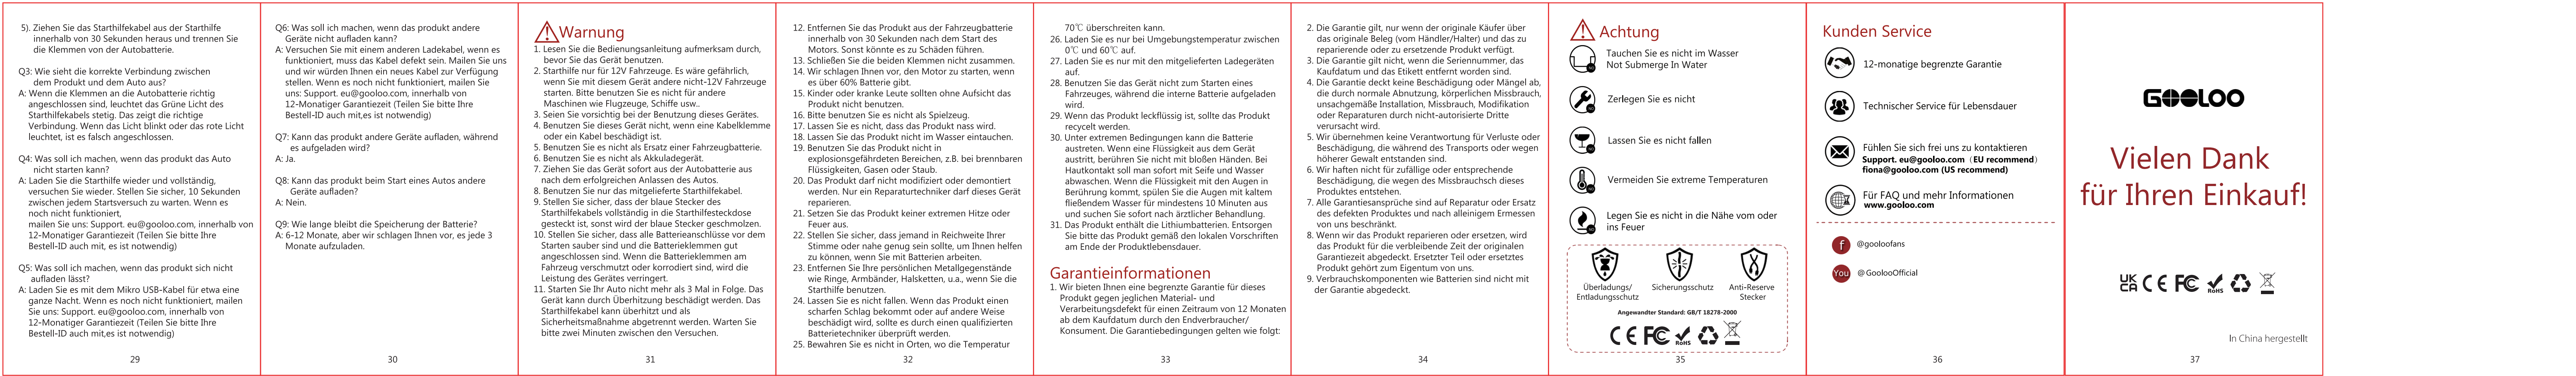 5). Ziehen Sie das Starthilfekabel aus der Starthilfe
innerhalb von 30 Sekunden heraus und trennen Sie
die Klemmen von der Autobatterie.
Q3: Wie sieht die korrekte Verbindung zwischen
dem Produkt und dem Auto aus?
A: Wenn die Klemmen an die Autobatterie richtig
angeschlossen sind, leuchtet das Grüne Licht des
Starthilfekabels stetig. Das zeigt die richtige
Verbindung. Wenn das Licht blinkt oder das rote Licht
leuchtet, ist es falsch angeschlossen.
Q4: Was soll ich machen, wenn das produkt das Auto
nicht starten kann?
A: Laden Sie die Starthilfe wieder und vollständig,
versuchen Sie wieder. Stellen Sie sicher, 10 Sekunden
zwischen jedem Startsversuch zu warten. Wenn es
noch nicht funktioniert,
mailen Sie uns: Support. eu@gooloo.com, innerhalb von
12-Monatiger Garantiezeit (Teilen Sie bitte Ihre
Bestell-ID auch mit, es ist notwendig)
Q5: Was soll ich machen, wenn das produkt sich nicht
aufladen lässt?
A: Laden Sie es mit dem Mikro USB-Kabel für etwa eine
ganze Nacht. Wenn es noch nicht funktioniert, mailen
Sie uns: Support. eu@gooloo.com, innerhalb von
12-Monatiger Garantiezeit (Teilen Sie bitte Ihre
Bestell-ID auch mit,es ist notwendig)
29
Q6: Was soll ich machen, wenn das produkt andere
Geräte nicht aufladen kann?
A: Versuchen Sie mit einem anderen Ladekabel, wenn es
funktioniert, muss das Kabel defekt sein. Mailen Sie uns
und wir würden Ihnen ein neues Kabel zur Verfügung
stellen. Wenn es noch nicht funktioniert, mailen Sie
uns: Support. eu@gooloo.com, innerhalb von
12-Monatiger Garantiezeit (Teilen Sie bitte Ihre
Bestell-ID auch mit,es ist notwendig)
Q7: Kann das produkt andere Geräte aufladen, während
es aufgeladen wird?
A: Ja.
Q8: Kann das produkt beim Start eines Autos andere
Geräte aufladen?
A: Nein.
Q9: Wie lange bleibt die Speicherung der Batterie?
A: 6-12 Monate, aber wir schlagen Ihnen vor, es jede 3
Monate aufzuladen.
30
Warnung
1. Lesen Sie die Bedienungsanleitung aufmerksam durch,
bevor Sie das Gerät benutzen.
2. Starthilfe nur für 12V Fahrzeuge. Es wäre gefährlich,
wenn Sie mit diesem Gerät andere nicht-12V Fahrzeuge
starten. Bitte benutzen Sie es nicht für andere
Maschinen wie Flugzeuge, Schiffe usw..
3. Seien Sie vorsichtig bei der Benutzung dieses Gerätes.
4. Benutzen Sie dieses Gerät nicht, wenn eine Kabelklemme
oder ein Kabel beschädigt ist.
5. Benutzen Sie es nicht als Ersatz einer Fahrzeugbatterie.
6. Benutzen Sie es nicht als Akkuladegerät.
7. Ziehen Sie das Gerät sofort aus der Autobatterie aus
nach dem erfolgreichen Anlassen des Autos.
8. Benutzen Sie nur das mitgelieferte Starthilfekabel.
9. Stellen Sie sicher, dass der blaue Stecker des
Starthilfekabels vollständig in die Starthilfesteckdose
gesteckt ist, sonst wird der blaue Stecker geschmolzen.
10. Stellen Sie sicher, dass alle Batterieanschlüsse vor dem
Starten sauber sind und die Batterieklemmen gut
angeschlossen sind. Wenn die Batterieklemmen am
Fahrzeug verschmutzt oder korrodiert sind, wird die
Leistung des Gerätes verringert.
11. Starten Sie Ihr Auto nicht mehr als 3 Mal in Folge. Das
Gerät kann durch Überhitzung beschädigt werden. Das
Starthilfekabel kann überhitzt und als
Sicherheitsmaßnahme abgetrennt werden. Warten Sie
bitte zwei Minuten zwischen den Versuchen.
31
12. Entfernen Sie das Produkt aus der Fahrzeugbatterie
innerhalb von 30 Sekunden nach dem Start des
Motors. Sonst könnte es zu Schäden führen.
13. Schließen Sie die beiden Klemmen nicht zusammen.
14. Wir schlagen Ihnen vor, den Motor zu starten, wenn
es über 60% Batterie gibt.
15. Kinder oder kranke Leute sollten ohne Aufsicht das
Produkt nicht benutzen.
16. Bitte benutzen Sie es nicht als Spielzeug.
17. Lassen Sie es nicht, dass das Produkt nass wird.
18. Lassen Sie das Produkt nicht im Wasser eintauchen.
19. Benutzen Sie das Produkt nicht in
explosionsgefährdeten Bereichen, z.B. bei brennbaren
Flüssigkeiten, Gasen oder Staub.
20. Das Produkt darf nicht modifiziert oder demontiert
werden. Nur ein Reparaturtechniker darf dieses Gerät
reparieren.
21. Setzen Sie das Produkt keiner extremen Hitze oder
Feuer aus.
22. Stellen Sie sicher, dass jemand in Reichweite Ihrer
Stimme oder nahe genug sein sollte, um Ihnen helfen
zu können, wenn Sie mit Batterien arbeiten.
23. Entfernen Sie Ihre persönlichen Metallgegenstände
wie Ringe, Armbänder, Halsketten, u.a., wenn Sie die
Starthilfe benutzen.
24. Lassen Sie es nicht fallen. Wenn das Produkt einen
scharfen Schlag bekommt oder auf andere Weise
beschädigt wird, sollte es durch einen qualifizierten
Batterietechniker überprüft werden.
25. Bewahren Sie es nicht in Orten, wo die Temperatur
32
70℃ überschreiten kann.
26. Laden Sie es nur bei Umgebungstemperatur zwischen
0℃ und 60℃ auf.
27. Laden Sie es nur mit den mitgelieferten Ladegeräten
auf.
28. Benutzen Sie das Gerät nicht zum Starten eines
Fahrzeuges, während die interne Batterie aufgeladen
wird.
29. Wenn das Produkt leckflüssig ist, sollte das Produkt
recycelt werden.
30. Unter extremen Bedingungen kann die Batterie
austreten. Wenn eine Flüssigkeit aus dem Gerät
austritt, berühren Sie nicht mit bloßen Händen. Bei
Hautkontakt soll man sofort mit Seife und Wasser
abwaschen. Wenn die Flüssigkeit mit den Augen in
Berührung kommt, spülen Sie die Augen mit kaltem
fließendem Wasser für mindestens 10 Minuten aus
und suchen Sie sofort nach ärztlicher Behandlung.
31. Das Produkt enthält die Lithiumbatterien. Entsorgen
Sie bitte das Produkt gemäß den lokalen Vorschriften
am Ende der Produktlebensdauer.
Garantieinformationen
1. Wir bieten Ihnen eine begrenzte Garantie für dieses
Produkt gegen jeglichen Material- und
Verarbeitungsdefekt für einen Zeitraum von 12 Monaten
ab dem Kaufdatum durch den Endverbraucher/
Konsument. Die Garantiebedingungen gelten wie folgt:
33
2. Die Garantie gilt, nur wenn der originale Käufer über
das originale Beleg (vom Händler/Halter) und das zu
reparierende oder zu ersetzende Produkt verfügt.
3. Die Garantie gilt nicht, wenn die Seriennummer, das
Kaufdatum und das Etikett entfernt worden sind.
4. Die Garantie deckt keine Beschädigung oder Mängel ab,
die durch normale Abnutzung, körperlichen Missbrauch,
unsachgemäße Installation, Missbrauch, Modifikation
oder Reparaturen durch nicht-autorisierte Dritte
verursacht wird.
5. Wir übernehmen keine Verantwortung für Verluste oder
Beschädigung, die während des Transports oder wegen
höherer Gewalt entstanden sind.
6. Wir haften nicht für zufällige oder entsprechende
Beschädigung, die wegen des Missbrauchsch dieses
Produktes entstehen.
7. Alle Garantieansprüche sind auf Reparatur oder Ersatz
des defekten Produktes und nach alleinigem Ermessen
von uns beschränkt.
8. Wenn wir das Produkt reparieren oder ersetzen, wird
das Produkt für die verbleibende Zeit der originalen
Garantiezeit abgedeckt. Ersetzter Teil oder ersetztes
Produkt gehört zum Eigentum von uns.
9. Verbrauchskomponenten wie Batterien sind nicht mit
der Garantie abgedeckt.
34
Achtung
Tauchen Sie es nicht im Wasser
Not Submerge In Water
Zerlegen Sie es nicht
Lassen Sie es nicht fallen
Vermeiden Sie extreme Temperaturen
Legen Sie es nicht in die Nähe vom oder
ins Feuer
Überladungs/
Entladungsschutz
Sicherungsschutz
Anti-Reserve
Stecker
Angewandter Standard: GB/T 18278-2000
CE FC RoHS
35
Kunden Service
12-monatige begrenzte Garantie
Technischer Service für Lebensdauer
Fühlen Sie sich frei uns zu kontaktieren
Support. eu@gooloo.com（EU recommend）
fiona@gooloo.com (US recommend)
Für FAQ und mehr Informationen
www.gooloo.com
f @gooloofans
You @GoolooOfficial
36
GOOLOO
Vielen Dank
für Ihren Einkauf!
UK CA CE FC RoHS
In China hergestellt
37